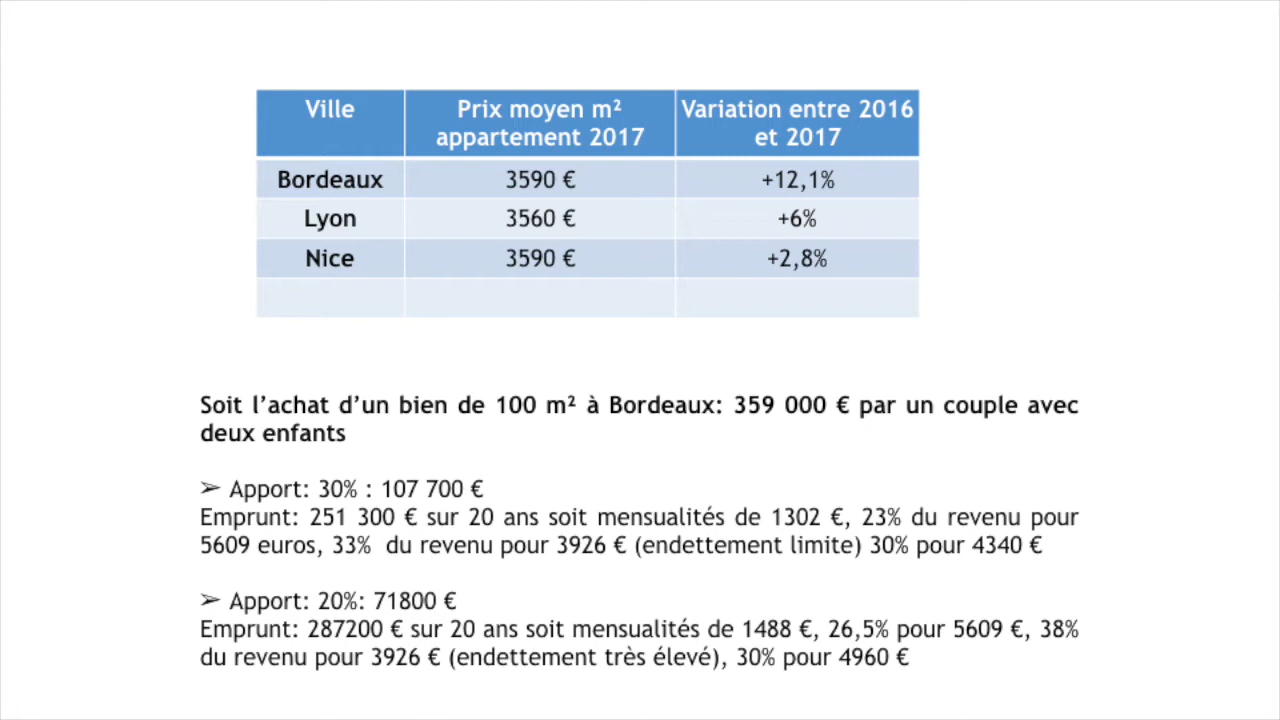 Ville
Prix moyen m² appartement 2017
Variation entre 2016 et 2017
Bordeaux 3590 € +12,1%
Lyon 3560 € +6%
Nice 3590 € +2,8%
Soit l’achat d’un bien de 100 m² à Bordeaux: 359 000 € par un couple avec
deux enfants
➢ Apport: 30% : 107 700 €
Emprunt: 251 300 € sur 20 ans soit mensualités de 1302 €, 23% du revenu pour
5609 euros, 33% du revenu pour 3926 € (endettement limite) 30% pour 4340 €
➢ Apport: 20%: 71800 €
Emprunt: 287200 € sur 20 ans soit mensualités de 1488 €, 26,5% pour 5609 €, 38%
du revenu pour 3926 € (endettement très élevé), 30% pour 4960 €